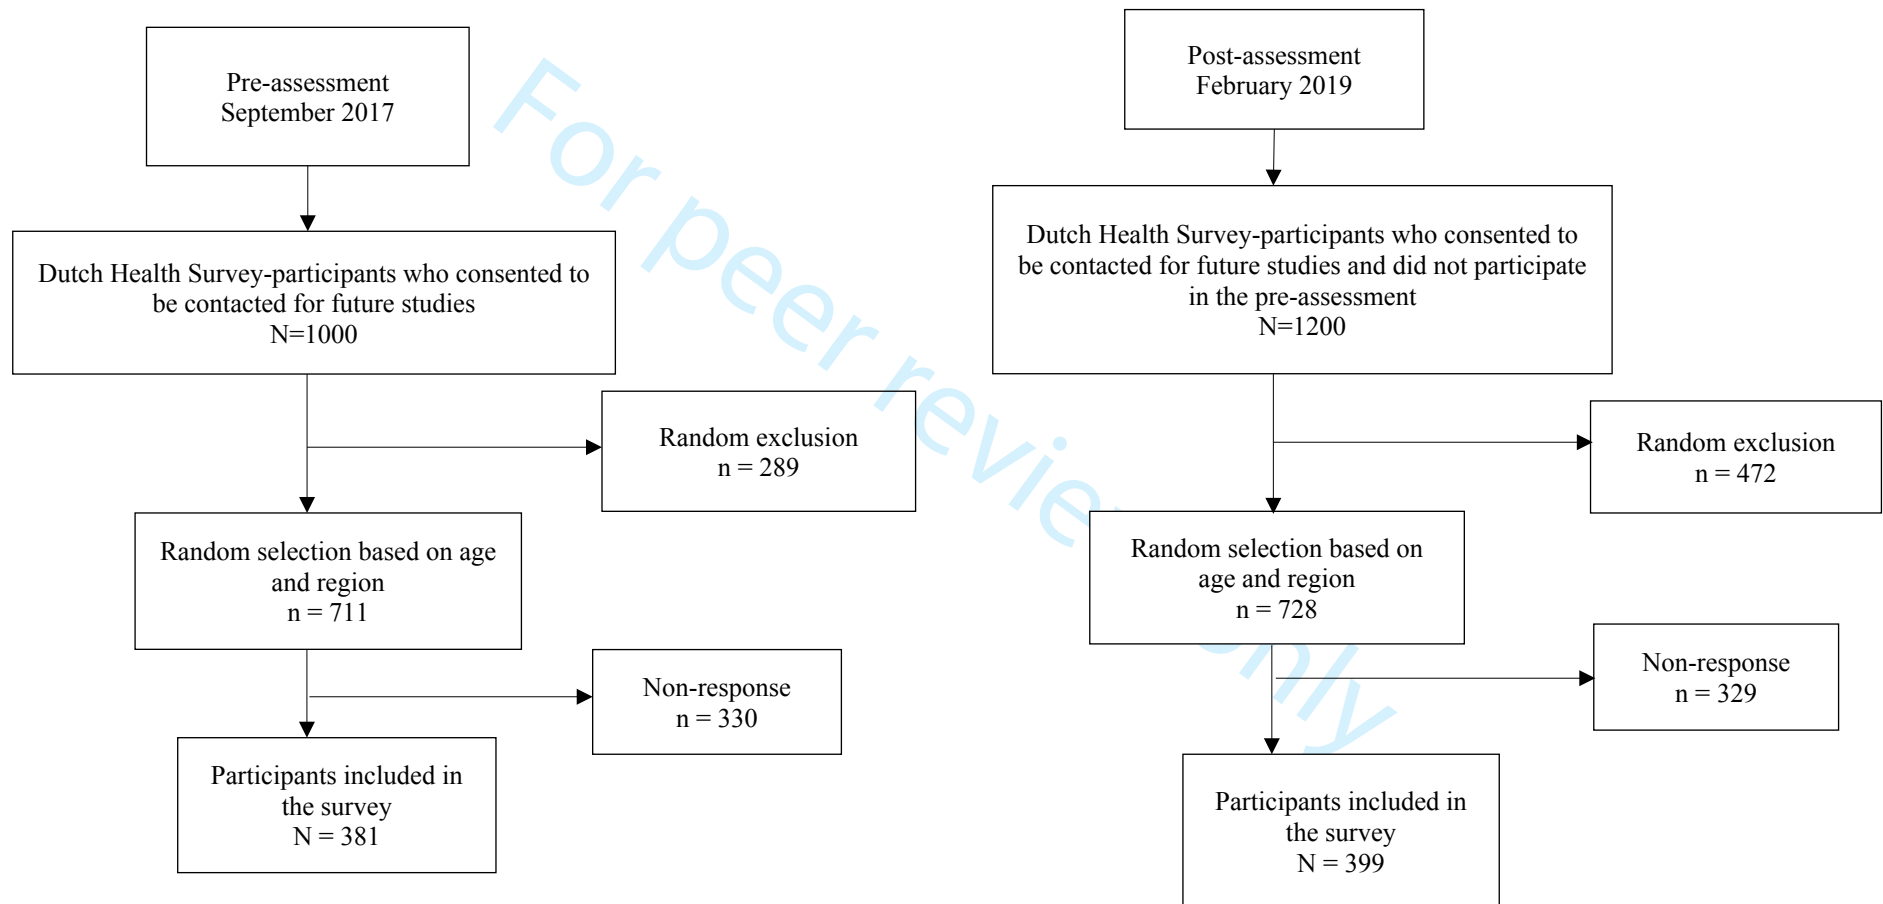 Pre-assessment
September 2017
Dutch Health Survey-participants who consented to
be contacted for future studies
N=1000
Random exclusion
n = 289
Random selection based on age
and region
n = 711
Non-response
n = 330
Participants included in
the survey
N = 381
Post-assessment
February 2019
Dutch Health Survey-participants who consented to
be contacted for future studies and did not participate
in the pre-assessment
N=1200
Random exclusion
n = 472
Random selection based on
age and region
n = 728
Non-response
n = 329
Participants included in
the survey
N = 399
For peer review only